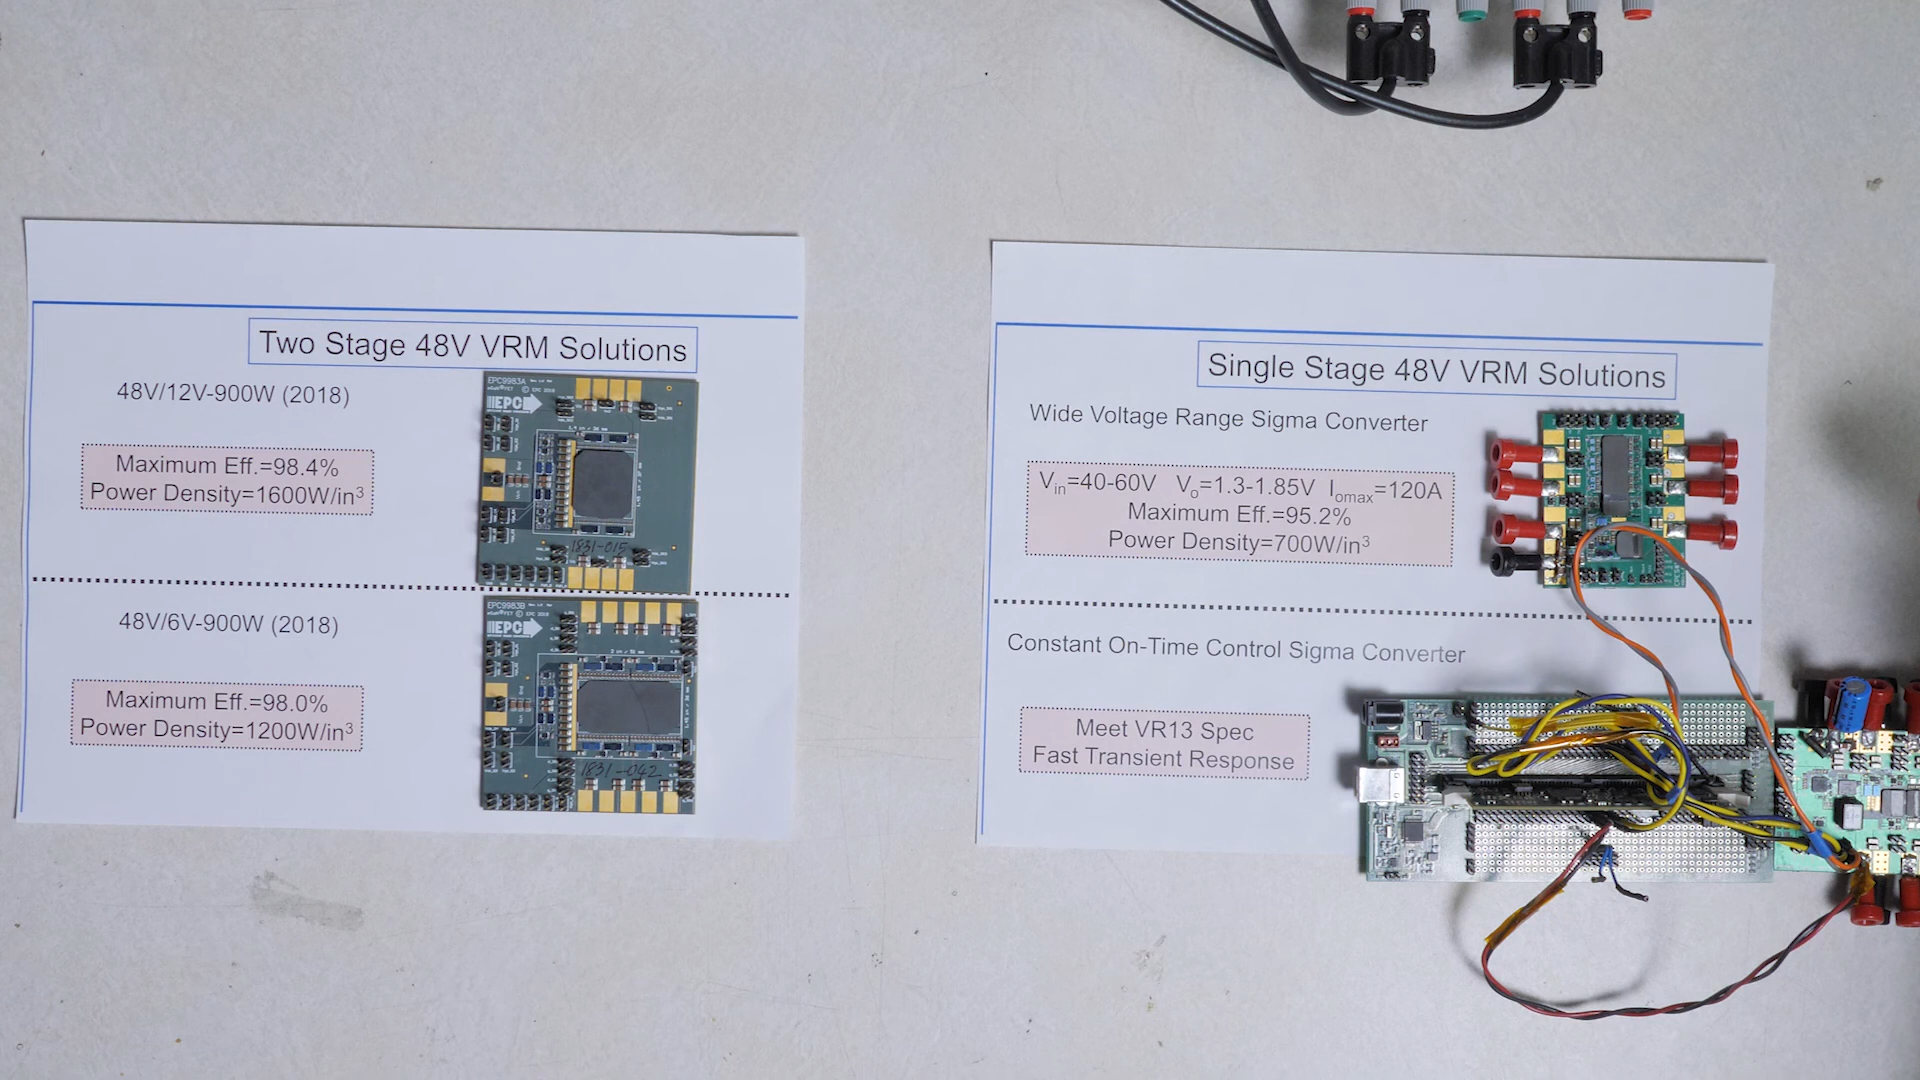 Two Stage 48V VRM Solutions
48V/12V-900W (2018)
Maximum Eff.=98.4%
Power Density=1600W/in³
EPC9983A
EPC
1831-015
48V/6V-900W (2018)
Maximum Eff.=98.0%
Power Density=1200W/in³
EPC9983B
EPC
1831-042
Single Stage 48V VRM Solutions
Wide Voltage Range Sigma Converter
Vin=40-60V Vo=1.3-1.85V Iomax=120A
Maximum Eff.=95.2%
Power Density=700W/in³
Constant On-Time Control Sigma Converter
Meet VR13 Spec
Fast Transient Response